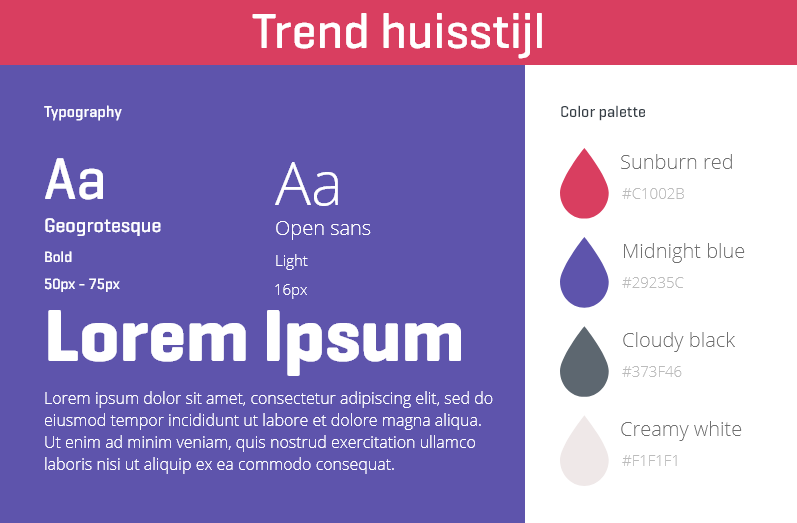 Trend huisstijl
Typography
Aa
Geogrotesque
Bold
50px - 75px
Aa
Open sans
Light
16px
Lorem Ipsum
Lorem ipsum dolor sit amet, consectetur adipiscing elit, sed do
eiusmod tempor incididunt ut labore et dolore magna aliqua.
Ut enim ad minim veniam, quis nostrud exercitation ullamco
laboris nisi ut aliquip ex ea commodo consequat.
Color palette
Sunburn red
#C1002B
Midnight blue
#29235C
Cloudy black
#373F46
Creamy white
#F1F1F1